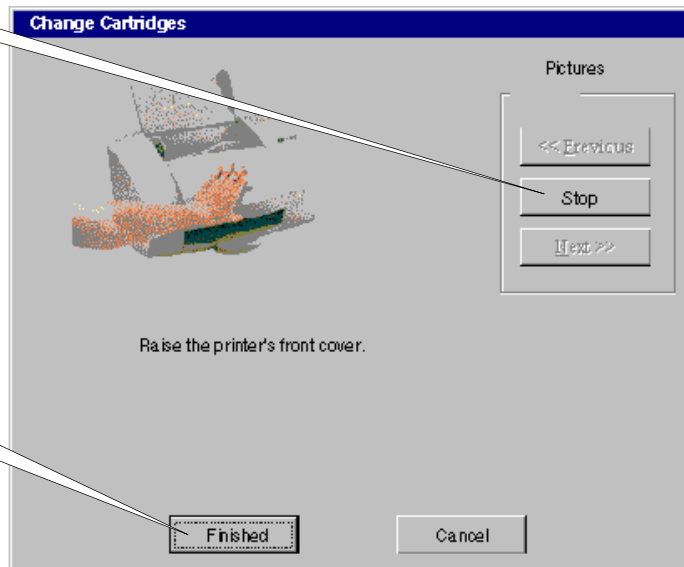 Change Cartridges
Pictures
<< Previous
Stop
Next >>
Raise the printer's front cover.
Finished
Cancel